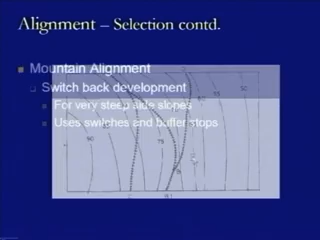 Alignment – Selection contd.
Mountain Alignment
Switch back development
For very steep side slopes
Uses switches and buffer stops